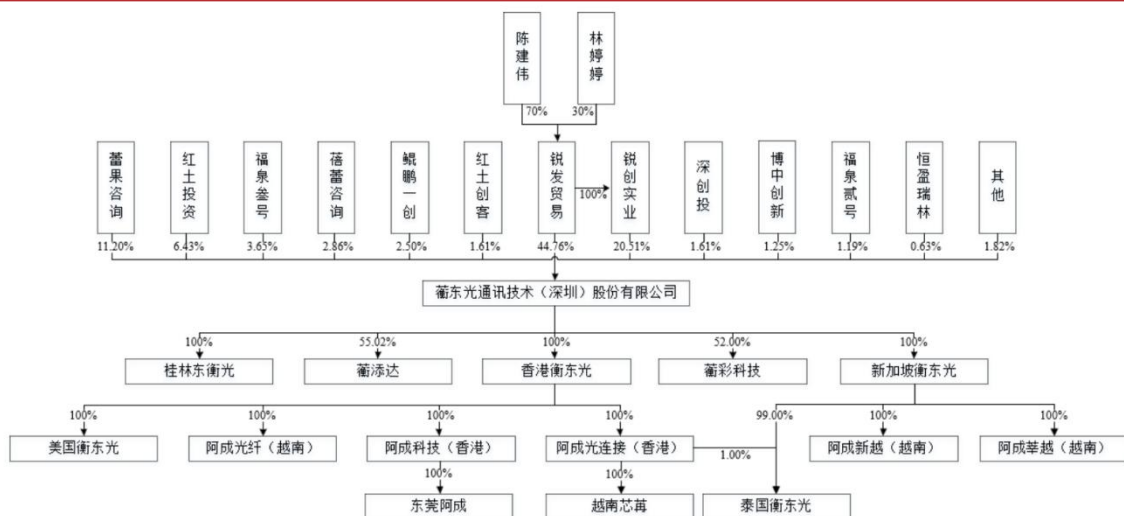 陈建伟
林婷婷
70%
30%
蕾果咨询
红土投资
福泉叁号
蓓蕾咨询
鲲鹏一创
红土创客
锐发贸易
锐创实业
深创投
博中创新
福泉贰号
恒盈瑞林
其他
100%
11.20%
6.43%
3.65%
2.86%
2.50%
1.61%
44.76%
20.51%
1.61%
1.25%
1.19%
0.63%
1.82%
蘅东光通讯技术（深圳）股份有限公司
100%
55.02%
100%
52.00%
100%
桂林东衡光
蘅添达
香港衡东光
蘅彩科技
新加坡衡东光
100%
100%
100%
100%
99.00%
100%
100%
美国衡东光
阿成光纤（越南）
阿成科技（香港）
阿成光连接（香港）
1.00%
阿成新越（越南）
阿成莘越（越南）
100%
100%
东莞阿成
越南芯苒
泰国衡东光